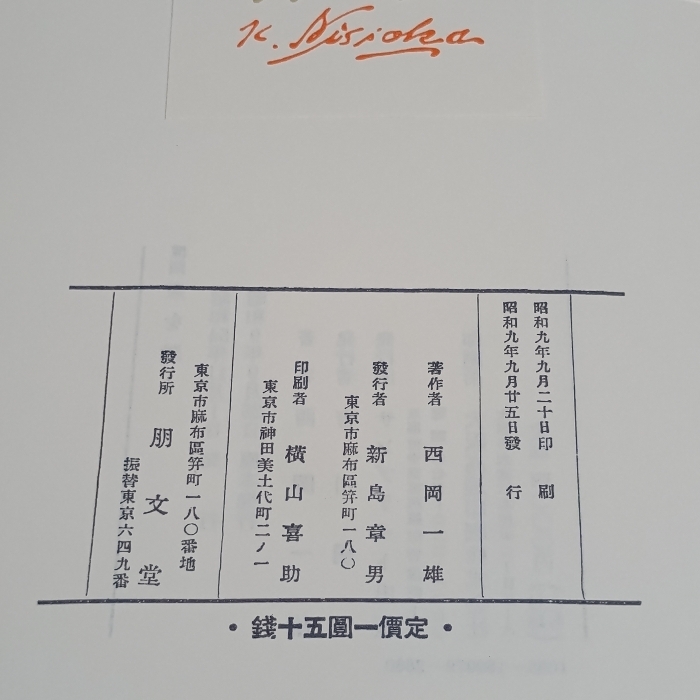 K. Nisioka
昭和九年九月二十日印刷
昭和九年九月廿五日發行
著作者 西岡一雄
發行者 新島章男
東京市麻布區笄町一八〇
印刷者 橫山喜一助
東京市神田美土代町二ノ一
東京市麻布區笄町一八〇番地
發行所 朋文堂
振替東京六四九番
・錢十五圓一價定・